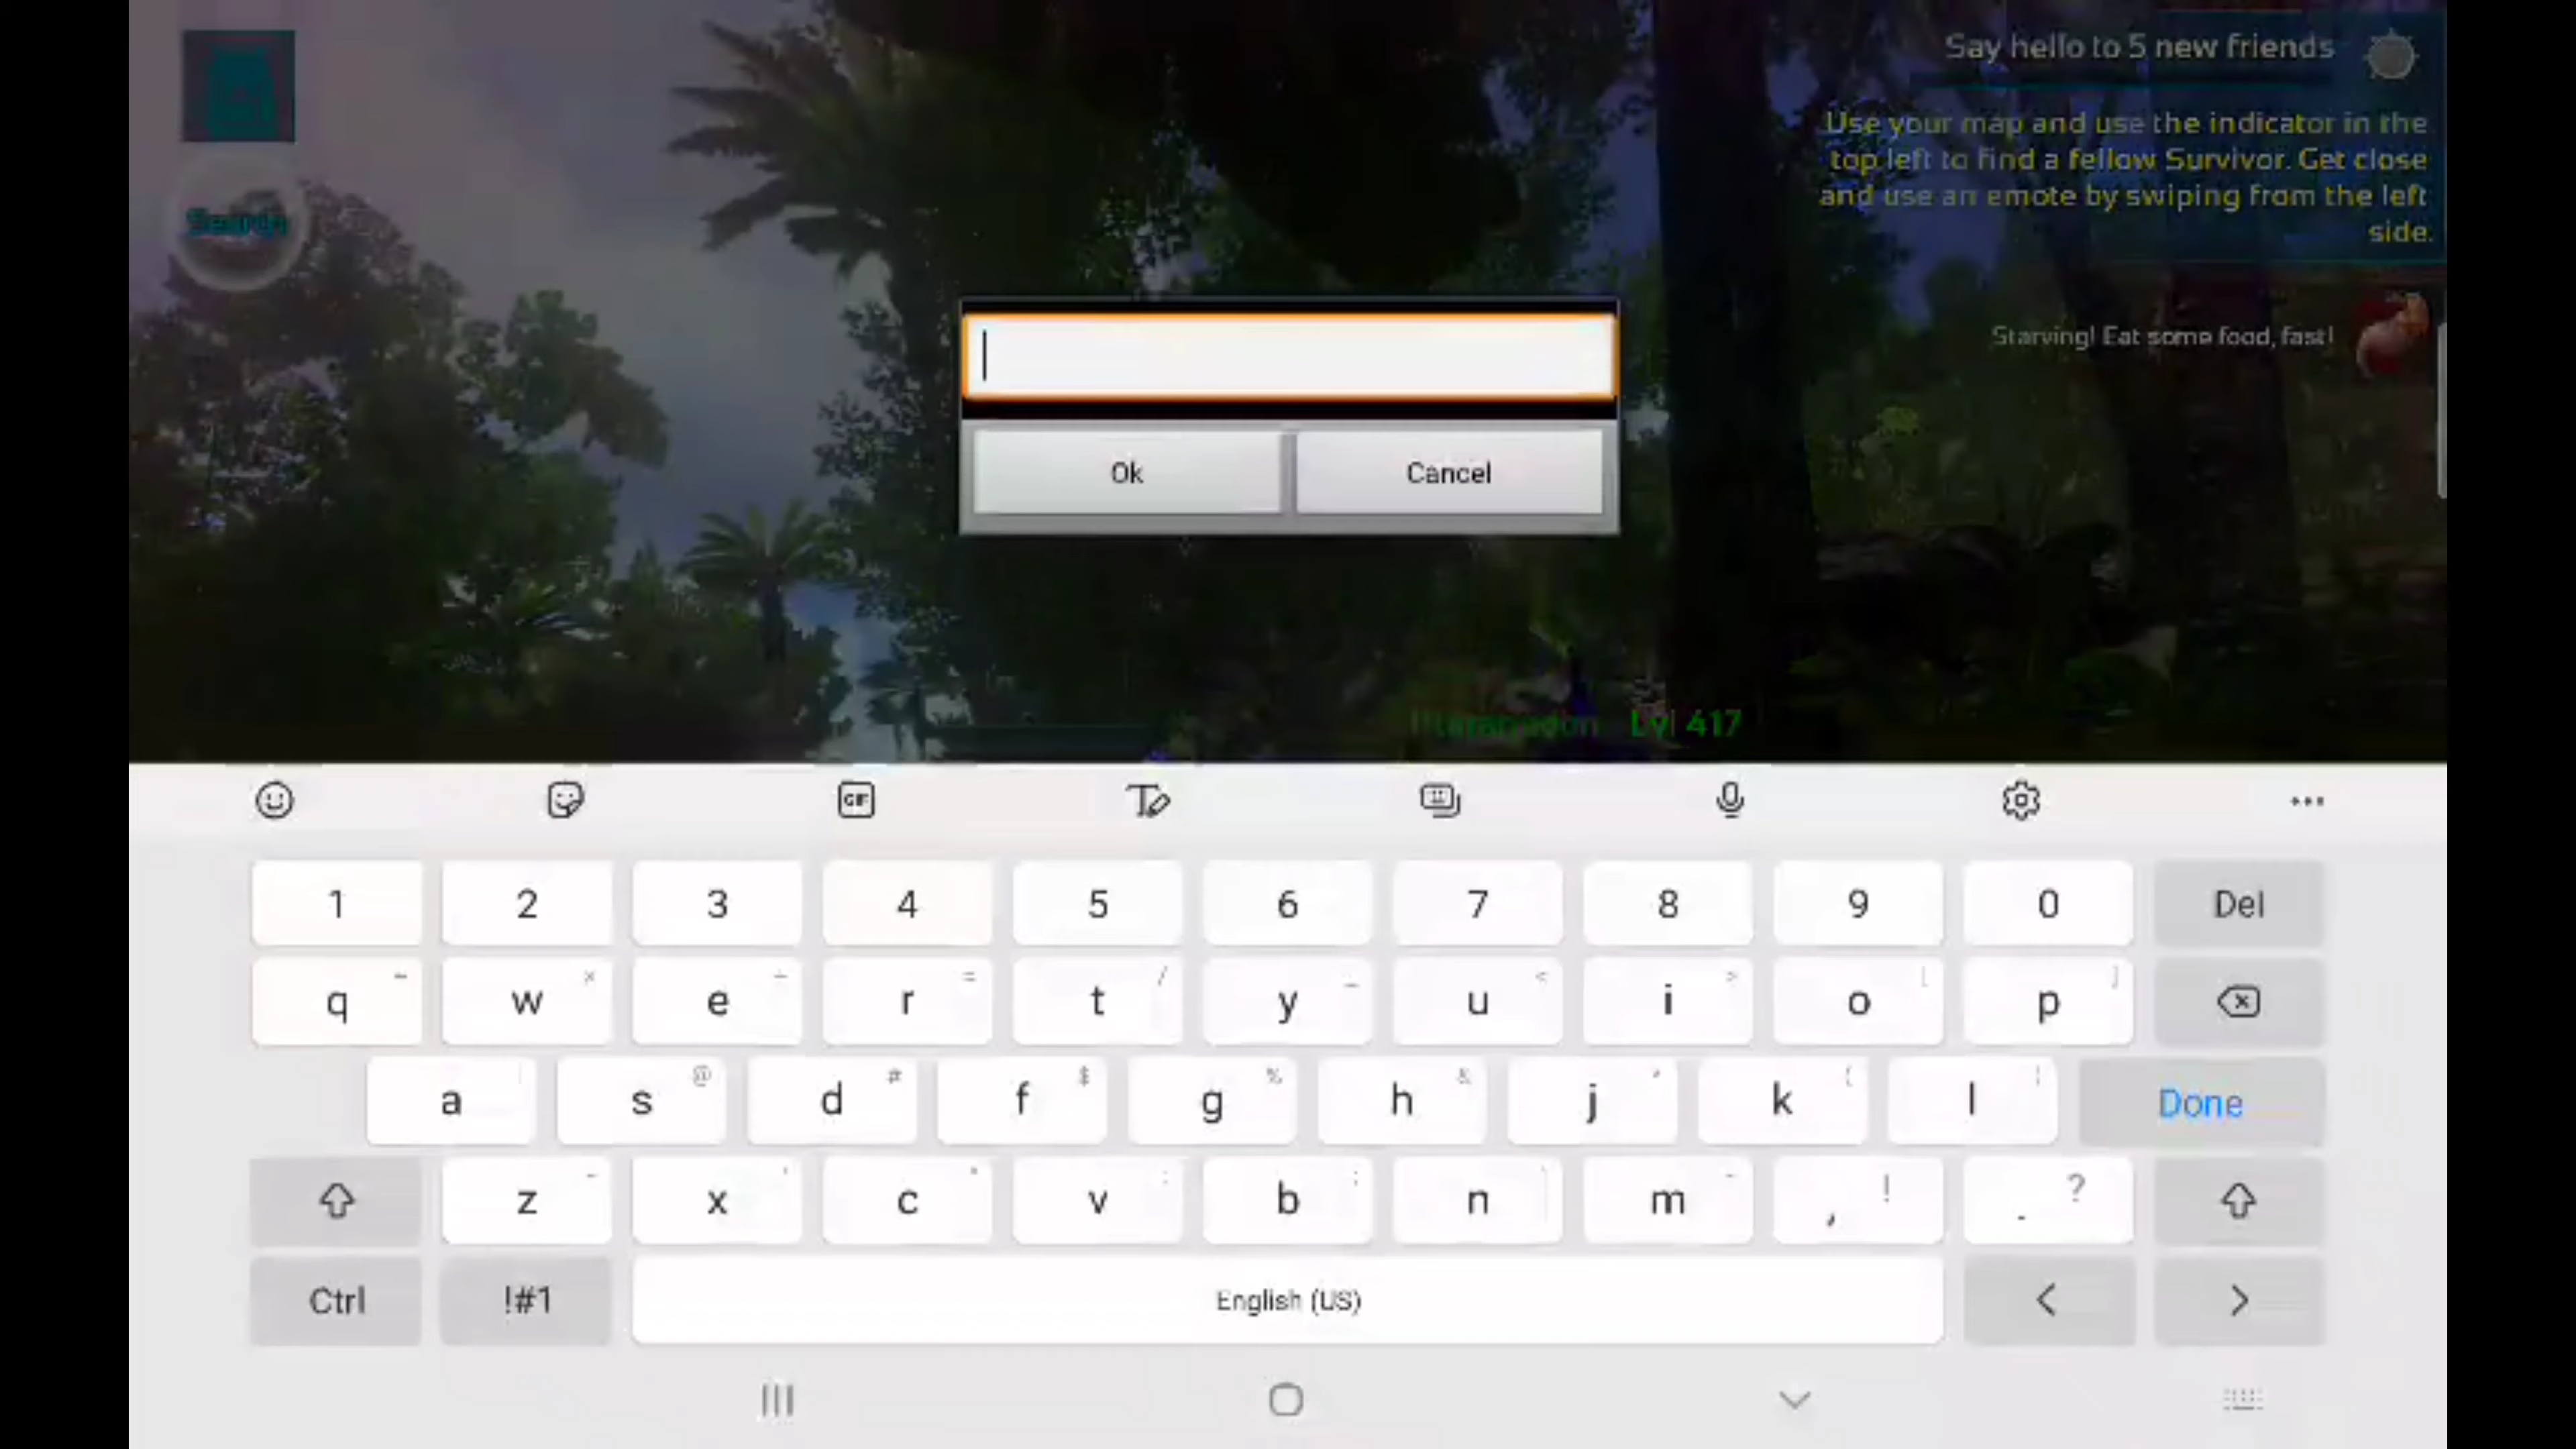 Search
Say hello to 5 new friends
Use your map and use the indicator in the
top left to find a fellow Survivor. Get close
and use an emote by swiping from the left
side.
Starving! Eat some food, fast!
Ok
Cancel
Lvl 417
GIF
1 2 3 4 5 6 7 8 9 0 Del
q w e r t y u i o p
a s @ d # f $ g % h & j k l Done
z x c v b n m , ! . ?
Ctrl !#1 English (US) < >